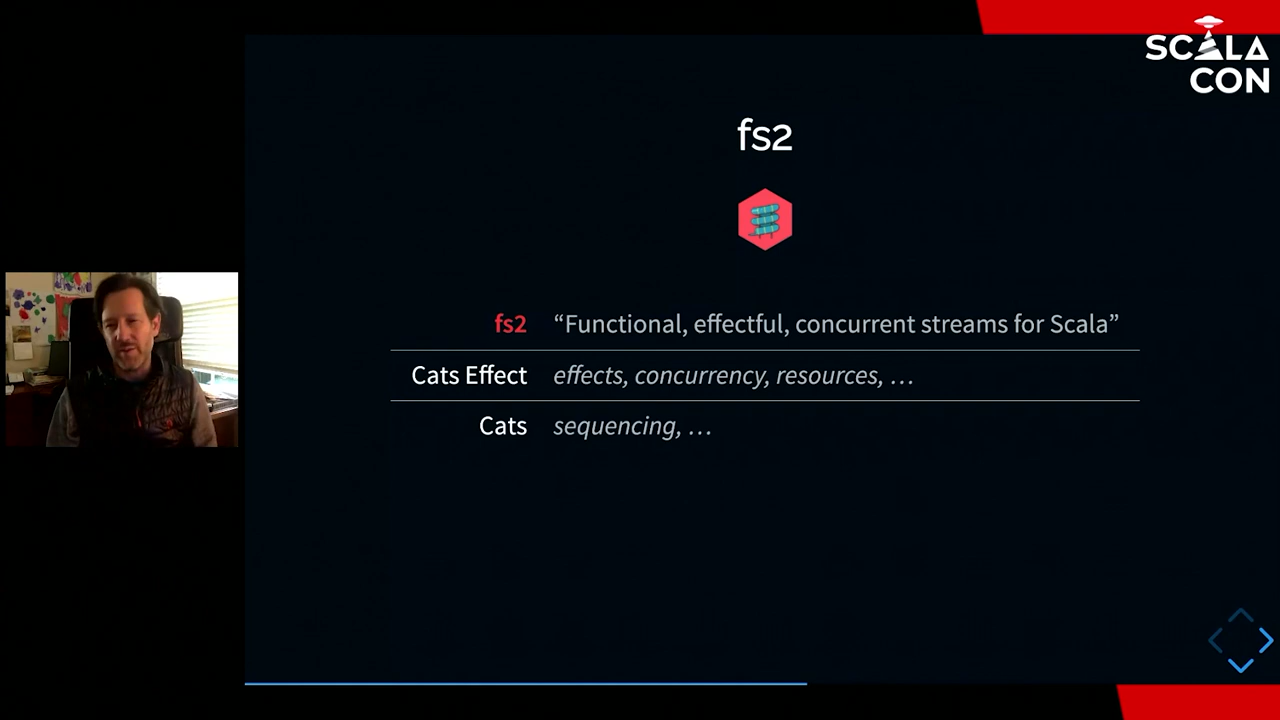 SCALA
CON
fs2
fs2 “Functional, effectful, concurrent streams for Scala”
Cats Effect effects, concurrency, resources, …
Cats sequencing, …